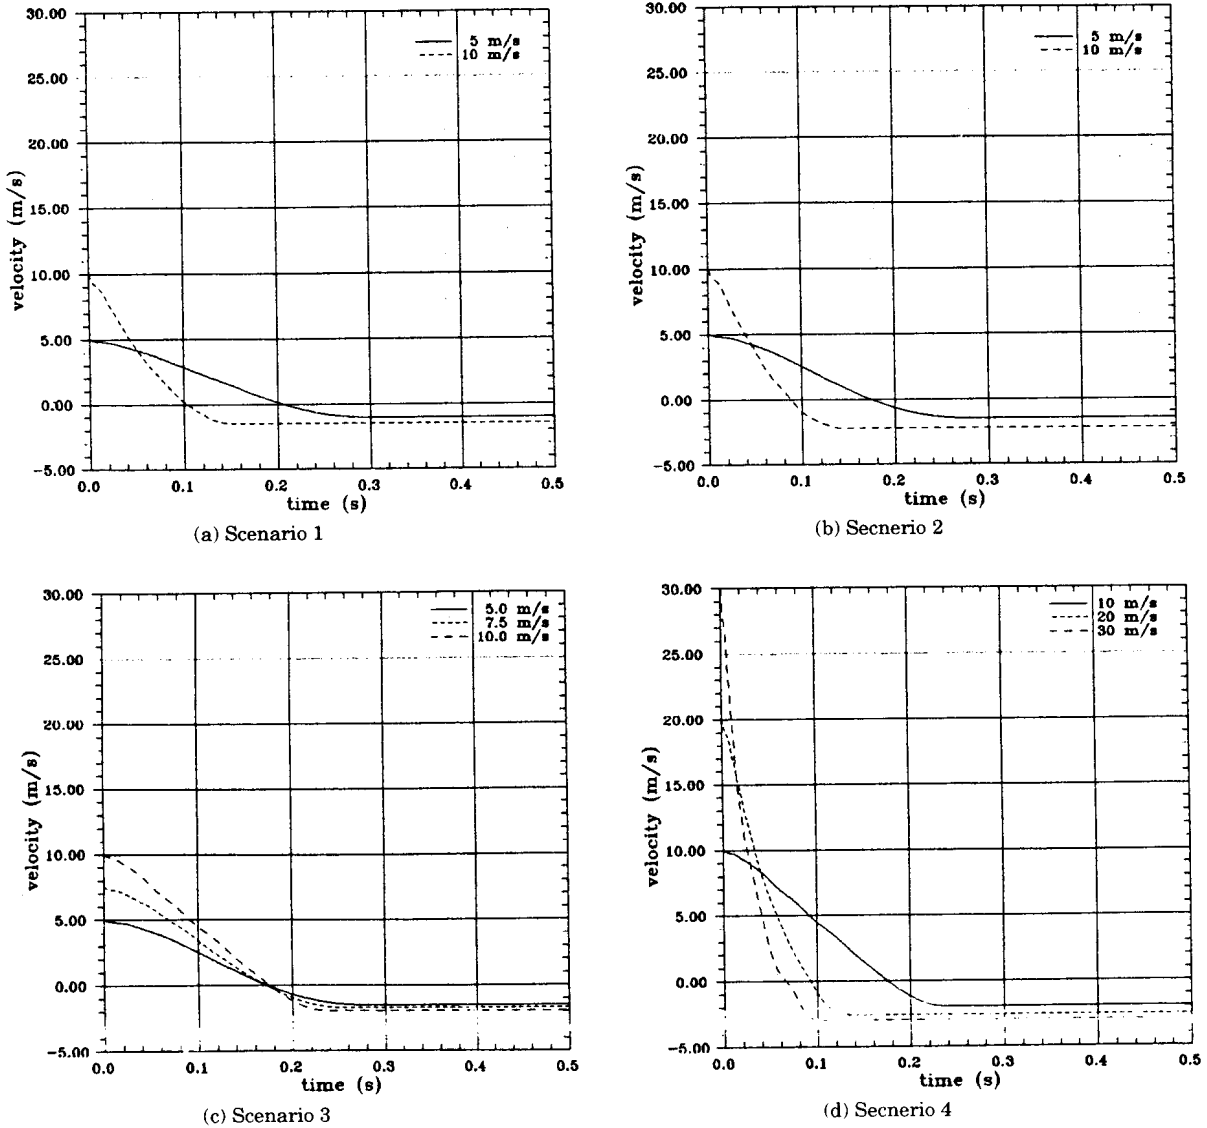 30.00
25.00
20.00
15.00
10.00
5.00
0.00
-5.00
velocity (m/s)
5 m/s
10 m/s
0.0 0.1 0.2 0.3 0.4 0.5
time (s)
(a) Scenario 1
30.00
25.00
20.00
15.00
10.00
5.00
0.00
-5.00
velocity (m/s)
5 m/s
10 m/s
0.0 0.1 0.2 0.3 0.4 0.5
time (s)
(b) Secnerio 2
30.00
25.00
20.00
15.00
10.00
5.00
0.00
-5.00
velocity (m/s)
5.0 m/s
7.5 m/s
10.0 m/s
0.0 0.1 0.2 0.3 0.4 0.5
time (s)
(c) Scenario 3
30.00
25.00
20.00
15.00
10.00
5.00
0.00
-5.00
velocity (m/s)
10 m/s
20 m/s
30 m/s
0.0 0.1 0.2 0.3 0.4 0.5
time (s)
(d) Secnerio 4